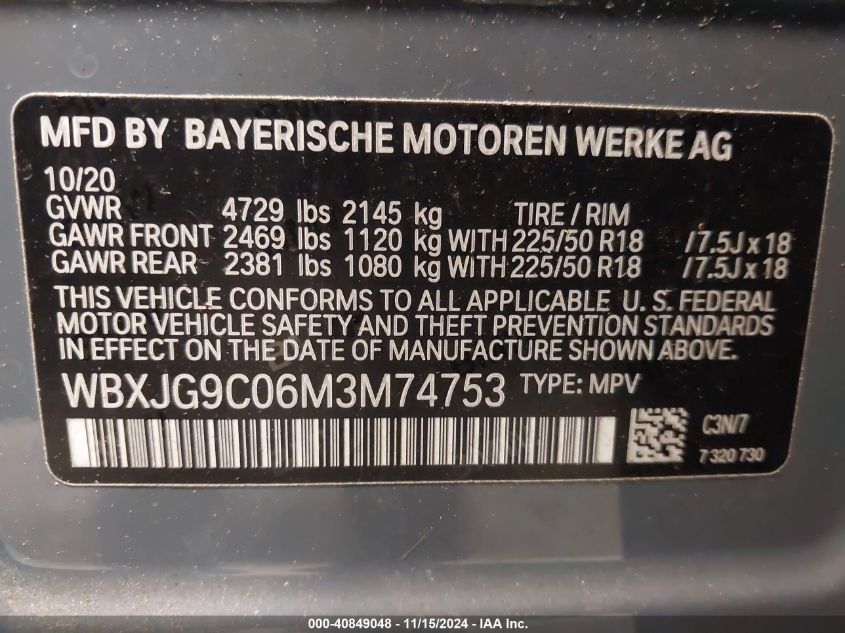 MFD BY BAYERISCHE MOTOREN WERKE AG
10/20
GVWR 4729 lbs 2145 kg TIRE / RIM
GAWR FRONT 2469 lbs 1120 kg WITH 225/50 R18 /7.5J x 18
GAWR REAR 2381 lbs 1080 kg WITH 225/50 R18 /7.5J x 18
THIS VEHICLE CONFORMS TO ALL APPLICABLE U. S. FEDERAL
MOTOR VEHICLE SAFETY AND THEFT PREVENTION STANDARDS
IN EFFECT ON THE DATE OF MANUFACTURE SHOWN ABOVE.
WBXJG9C06M3M74753 TYPE: MPV
C3N/7
7 320 730
000-40849048 - 11/15/2024 - IAA Inc.